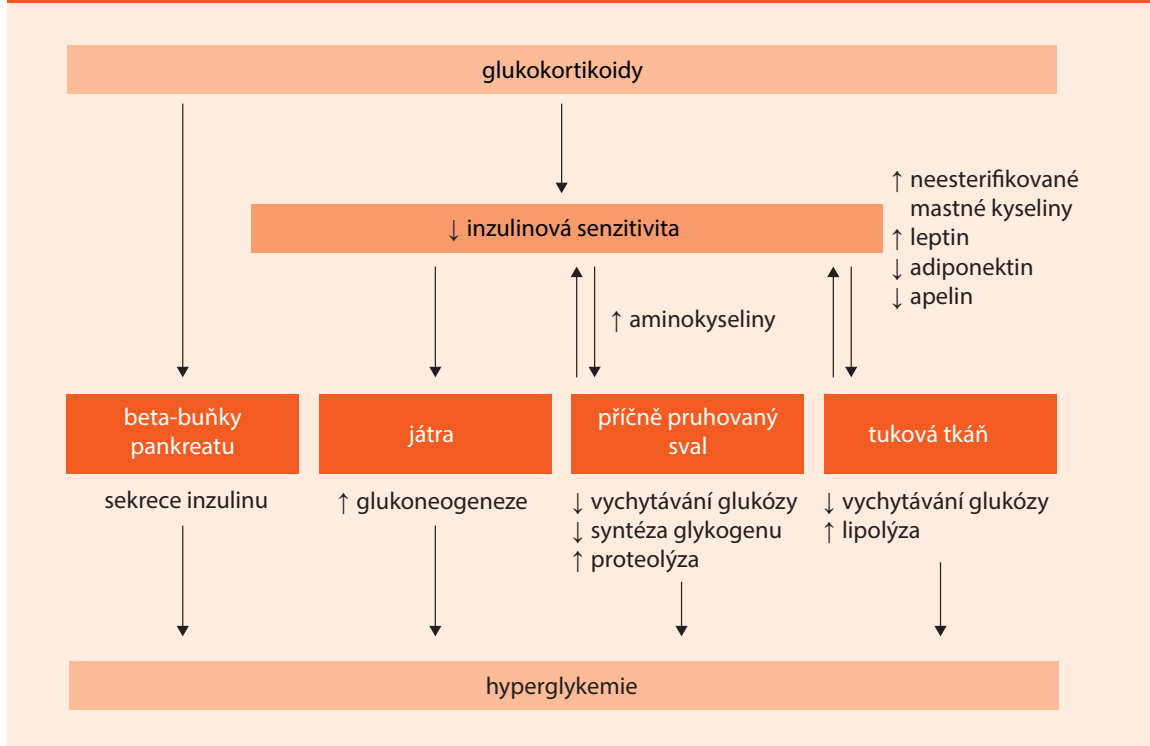 glukokortikoidy
↑ neesterifikované
mastné kyseliny
↑ leptin
↓ adiponektin
↓ apelin
↓ inzulinová senzitivita
↑ aminokyseliny
beta-buňky
pankreatu
játra
příčně pruhovaný
sval
tuková tkáň
sekrece inzulinu
↑ glukoneogeneze
↓ vychytávání glukózy
↓ syntéza glykogenu
↑ proteolýza
↓ vychytávání glukózy
↑ lipolýza
hyperglykemie